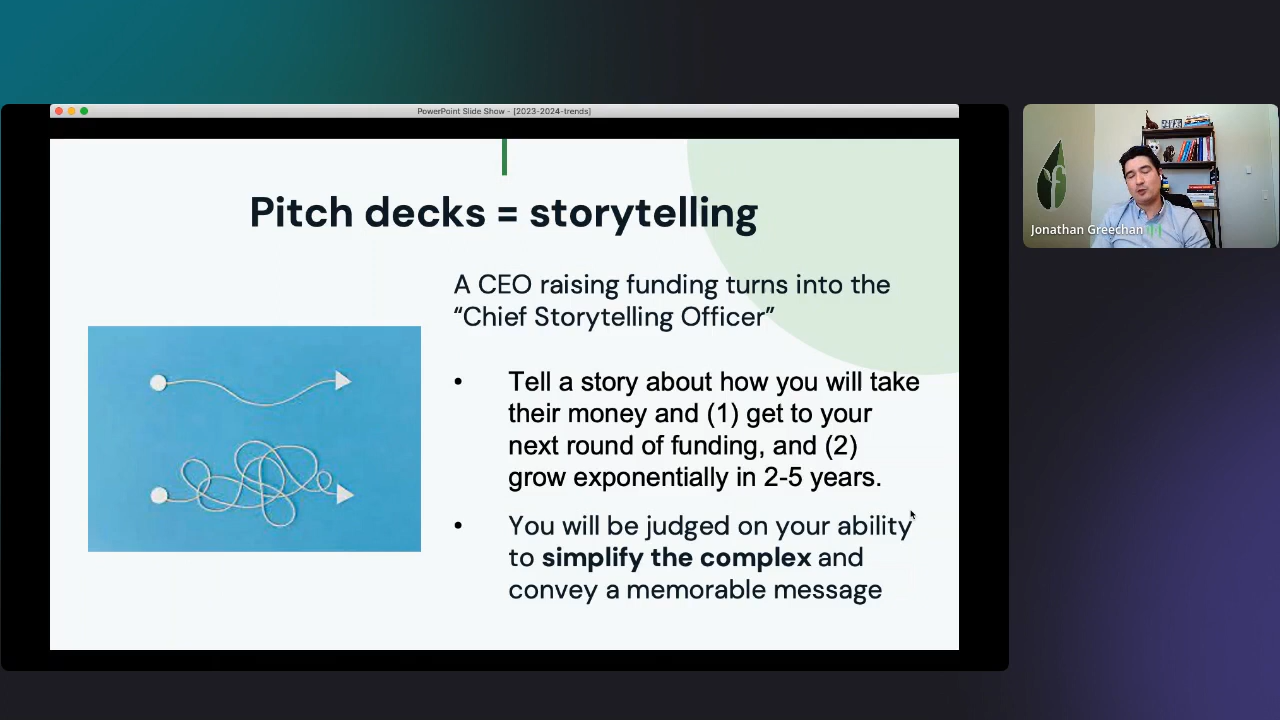 PowerPoint Slide Show - [2023-2024-trends]
Pitch decks = storytelling
A CEO raising funding turns into the
“Chief Storytelling Officer”
• Tell a story about how you will take
their money and (1) get to your
next round of funding, and (2)
grow exponentially in 2-5 years.
• You will be judged on your ability
to simplify the complex and
convey a memorable message
f
Jonathan Greechan